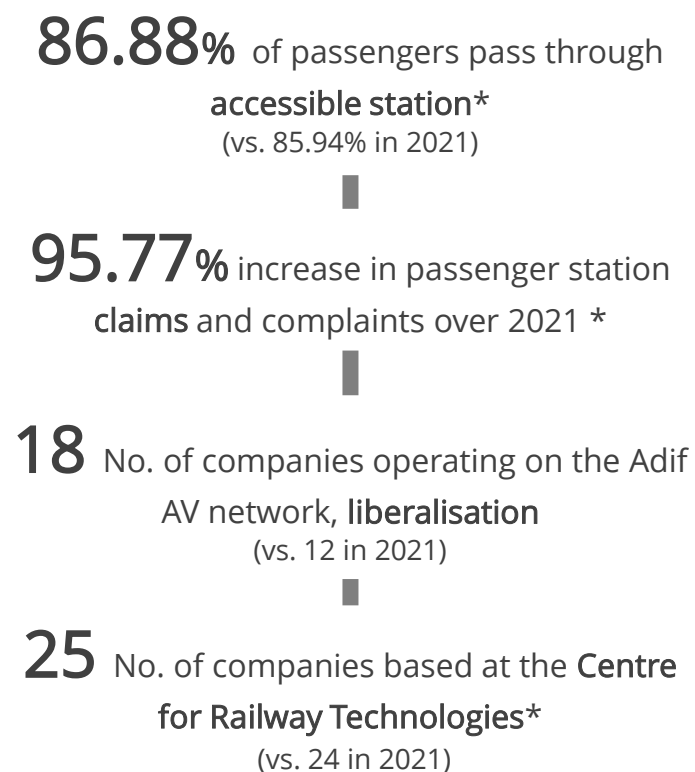 86.88% of passengers pass through
accessible station*
(vs. 85.94% in 2021)
95.77% increase in passenger station
claims and complaints over 2021 *
18 No. of companies operating on the Adif
AV network, liberalisation
(vs. 12 in 2021)
25 No. of companies based at the Centre
for Railway Technologies*
(vs. 24 in 2021)